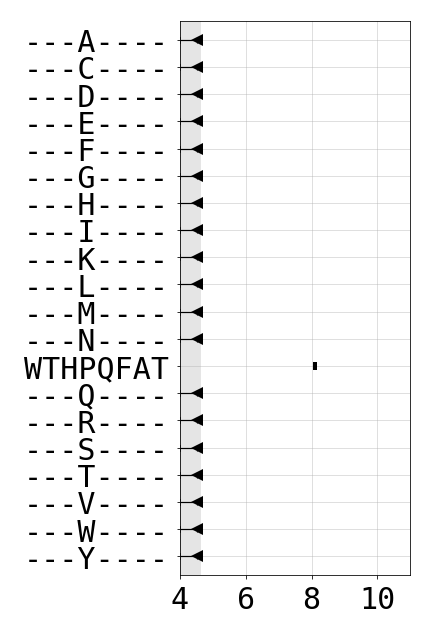 ---A----
---C----
---D----
---E----
---F----
---G----
---H----
---I----
---K----
---L----
---M----
---N----
WTHPQFAT
---Q----
---R----
---S----
---T----
---V----
---W----
---Y----
4 6 8 10